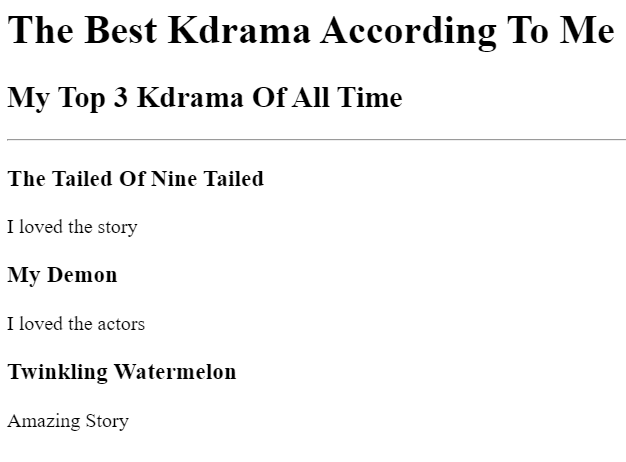 The Best Kdrama According To Me
My Top 3 Kdrama Of All Time
The Tailed Of Nine Tailed
I loved the story
My Demon
I loved the actors
Twinkling Watermelon
Amazing Story